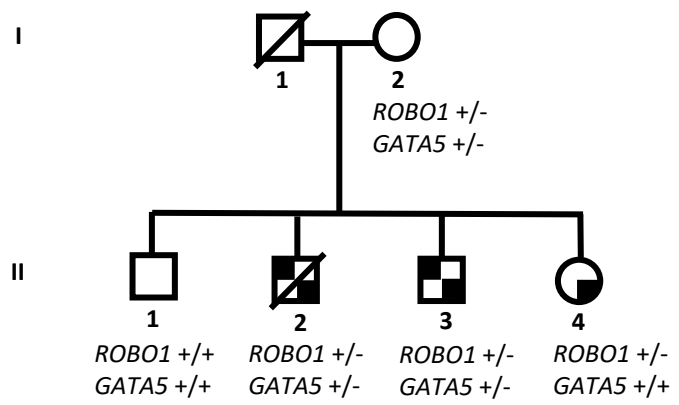 I
1 2
ROBO1 +/-
GATA5 +/-
II
1 2 3 4
ROBO1 +/+ ROBO1 +/- ROBO1 +/- ROBO1 +/-
GATA5 +/+ GATA5 +/- GATA5 +/- GATA5 +/+